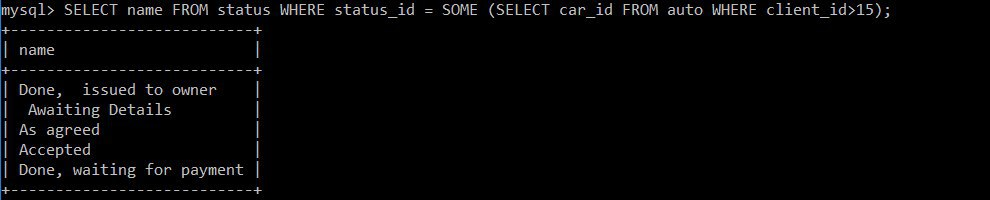 mysql> SELECT name FROM status WHERE status_id = SOME (SELECT car_id FROM auto WHERE client_id>15);
+---------------------------+
| name                      |
+---------------------------+
| Done,  issued to owner    |
|  Awaiting Details         |
| As agreed                 |
| Accepted                  |
| Done, waiting for payment |
+---------------------------+